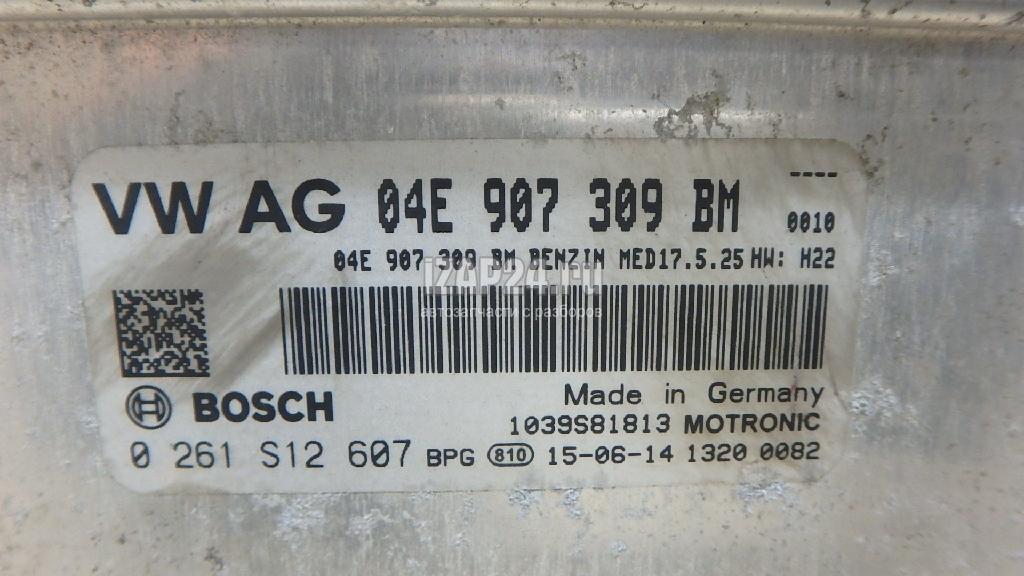 VW AG 04E 907 309 BM ----
0010
04E 907 309 BM BENZIN MED17.5.25 HW: H22
iZAP24.ru
автозапчасти с разборов
BOSCH
Made in Germany
1039S81813 MOTRONIC
0 261 S12 607 BPG 810 15-06-14 1320 0082